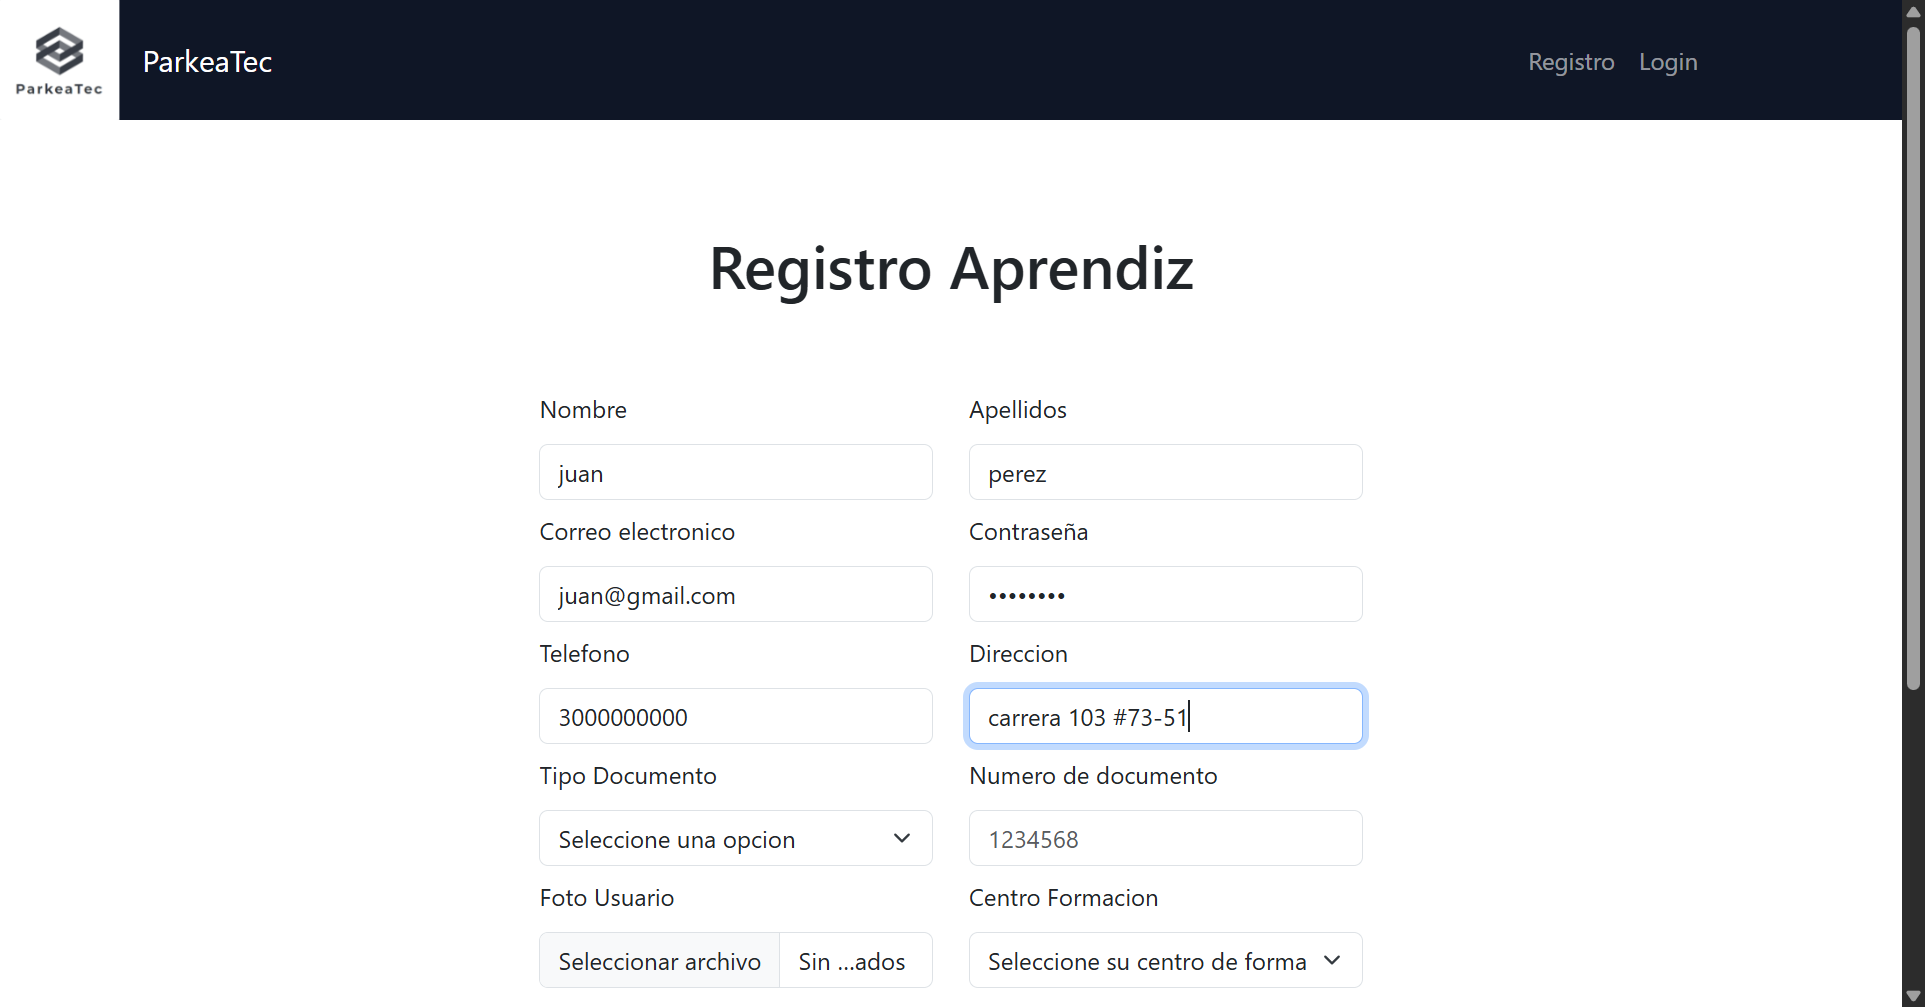 ParkeaTec
ParkeaTec
Registro Login
Registro Aprendiz
Nombre Apellidos
juan perez
Correo electronico Contraseña
juan@gmail.com ••••••••
Telefono Direccion
3000000000 carrera 103 #73-51
Tipo Documento Numero de documento
Seleccione una opcion 1234568
Foto Usuario Centro Formacion
Seleccionar archivo Sin ...ados Seleccione su centro de forma